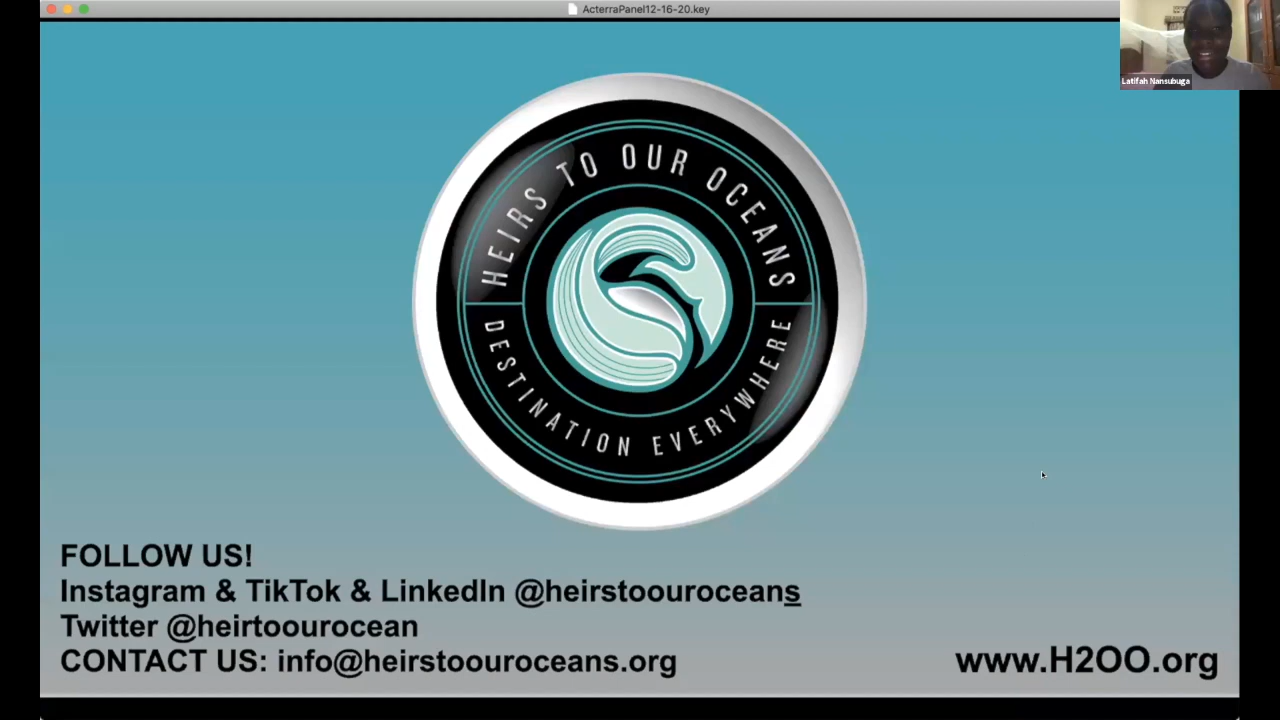 ActerraPanel12-16-20.key
Latifah Nansubuga
HEIRS TO OUR OCEANS
DESTINATION EVERYWHERE
FOLLOW US!
Instagram & TikTok & LinkedIn @heirstoouroceans
Twitter @heirtoourocean
CONTACT US: info@heirstoouroceans.org
www.H2OO.org